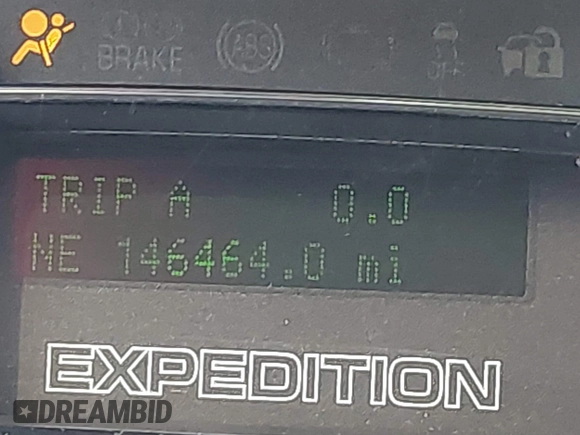 BRAKE
ABS
OFF
TRIP A 0.0
NE 146464.0 mi
EXPEDITION
DREAMBID